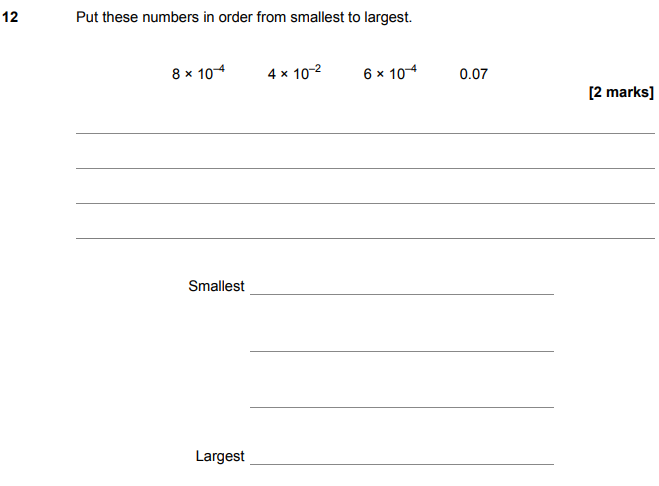 12 Put these numbers in order from smallest to largest.
8 × 10⁻⁴ 4 × 10⁻² 6 × 10⁻⁴ 0.07
[2 marks]
Smallest
Largest